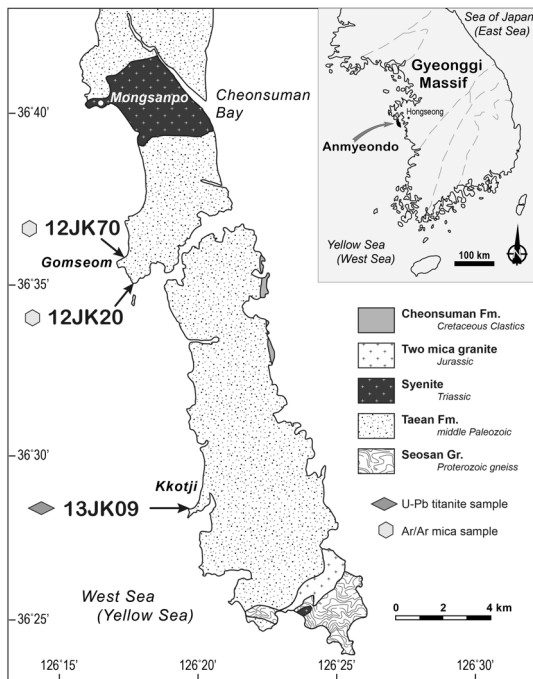 Sea of Japan
(East Sea)
Gyeonggi
Massif
Hongseong
Anmyeondo
Yellow Sea
(West Sea)
100 km
Mongsanpo
Cheonsuman
Bay
36°40'
12JK70
Gomseom
36°35'
12JK20
Cheonsuman Fm.
Cretaceous Clastics
Two mica granite
Jurassic
Syenite
Triassic
Taean Fm.
middle Paleozoic
Seosan Gr.
Proterozoic gneiss
36°30'
Kkotji
13JK09
U-Pb titanite sample
Ar/Ar mica sample
West Sea
(Yellow Sea)
36°25'
0 2 4 km
126°15' 126°20' 126°25' 126°30'